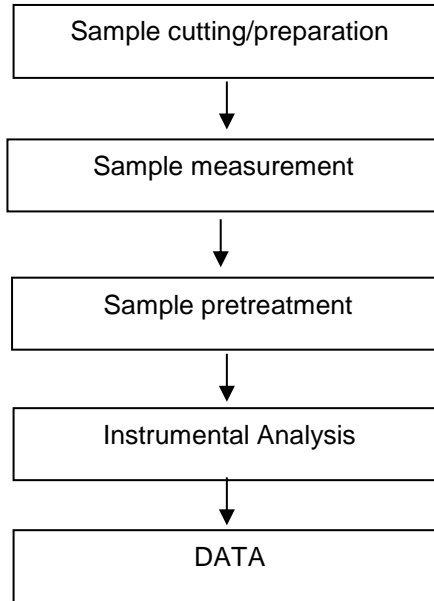 Sample cutting/preparation
Sample measurement
Sample pretreatment
Instrumental Analysis
DATA